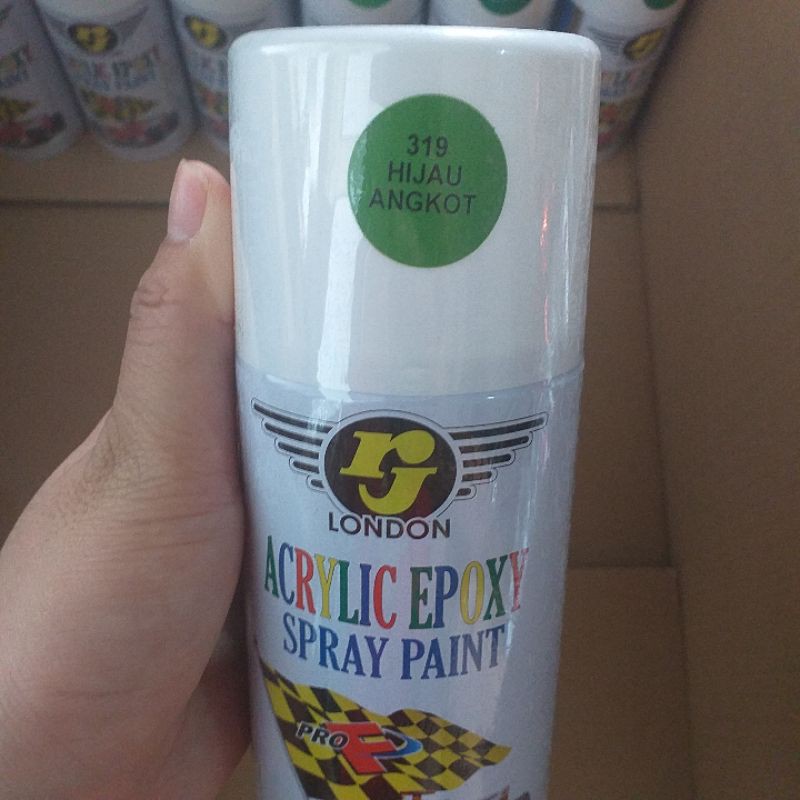 319
HIJAU
ANGKOT
rj
LONDON
ACRYLIC EPOXY
SPRAY PAINT
PRO